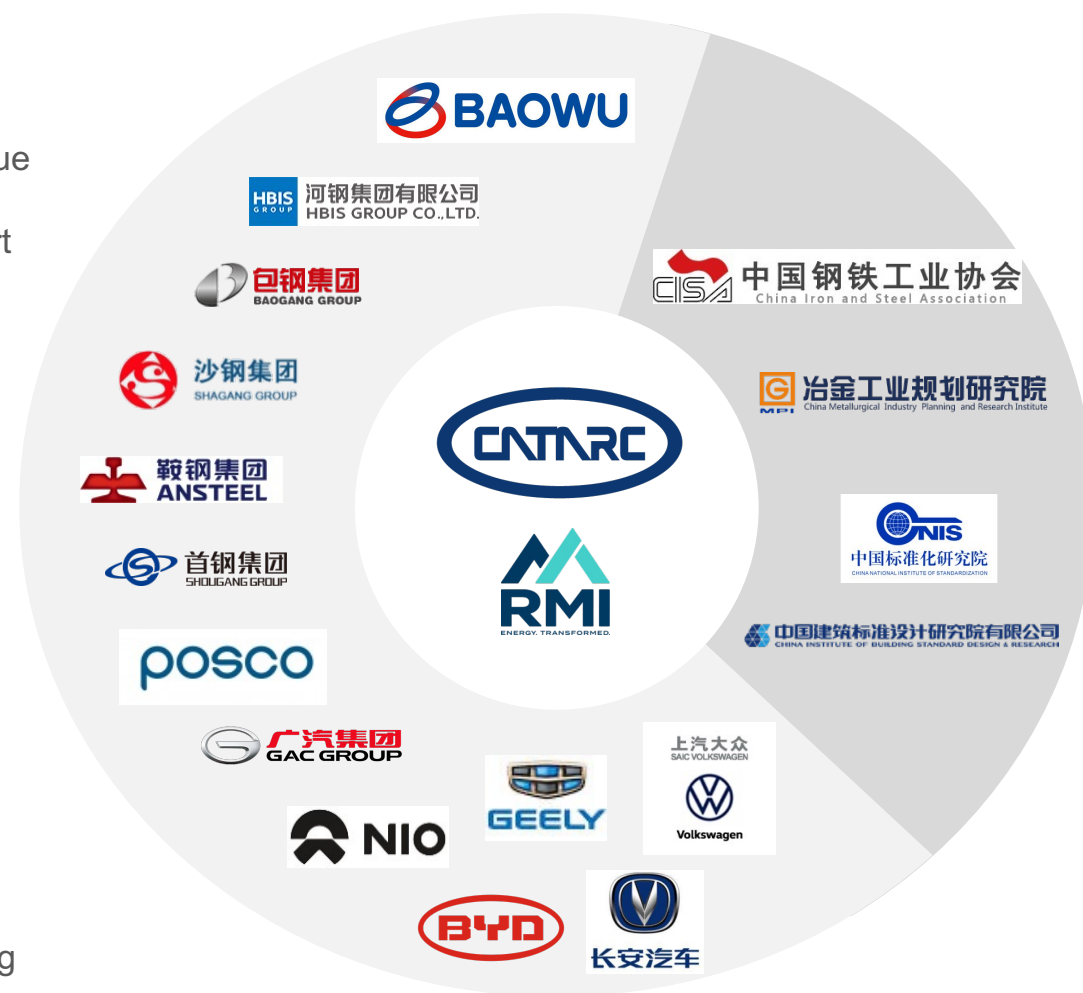 ue
rt
g
BAOWU
HBIS
GROUP
河钢集团有限公司
HBIS GROUP CO.,LTD.
包钢集团
BAOGANG GROUP
沙钢集团
SHAGANG GROUP
鞍钢集团
ANSTEEL
首钢集团
SHOUGANG GROUP
posco
广汽集团
GAC GROUP
NIO
BYD
GEELY
长安汽车
上汽大众
SAIC VOLKSWAGEN
Volkswagen
CISA
中国钢铁工业协会
China Iron and Steel Association
MPI
冶金工业规划研究院
China Metallurgical Industry Planning and Research Institute
CNIS
中国标准化研究院
CHINA NATIONAL INSTITUTE OF STANDARDIZATION
中国建筑标准设计研究院有限公司
CHINA INSTITUTE OF BUILDING STANDARD DESIGN & RESEARCH
CATARC
RMI
ENERGY. TRANSFORMED.